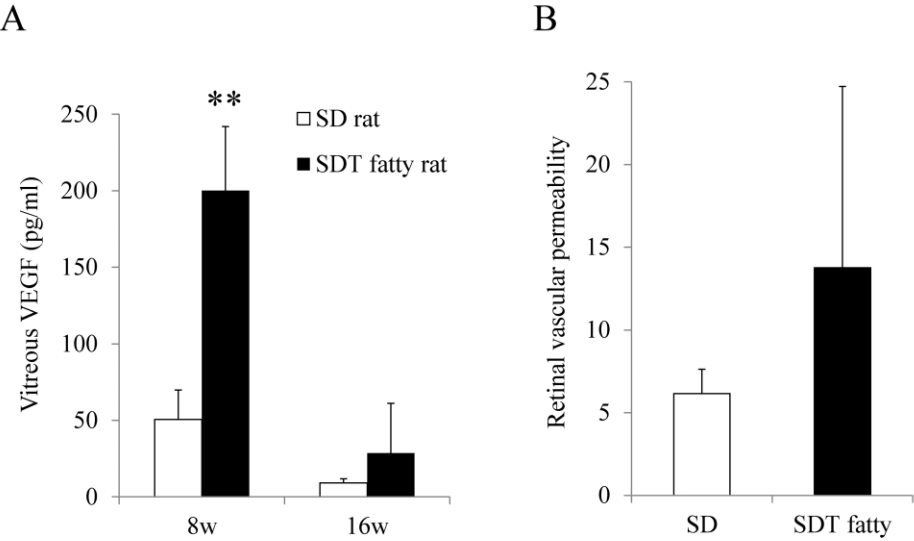 A
Vitreous VEGF (pg/ml)
250
200
150
100
50
0
**
SD rat
SDT fatty rat
8w
16w
B
Retinal vascular permeability
25
20
15
10
5
0
SD
SDT fatty